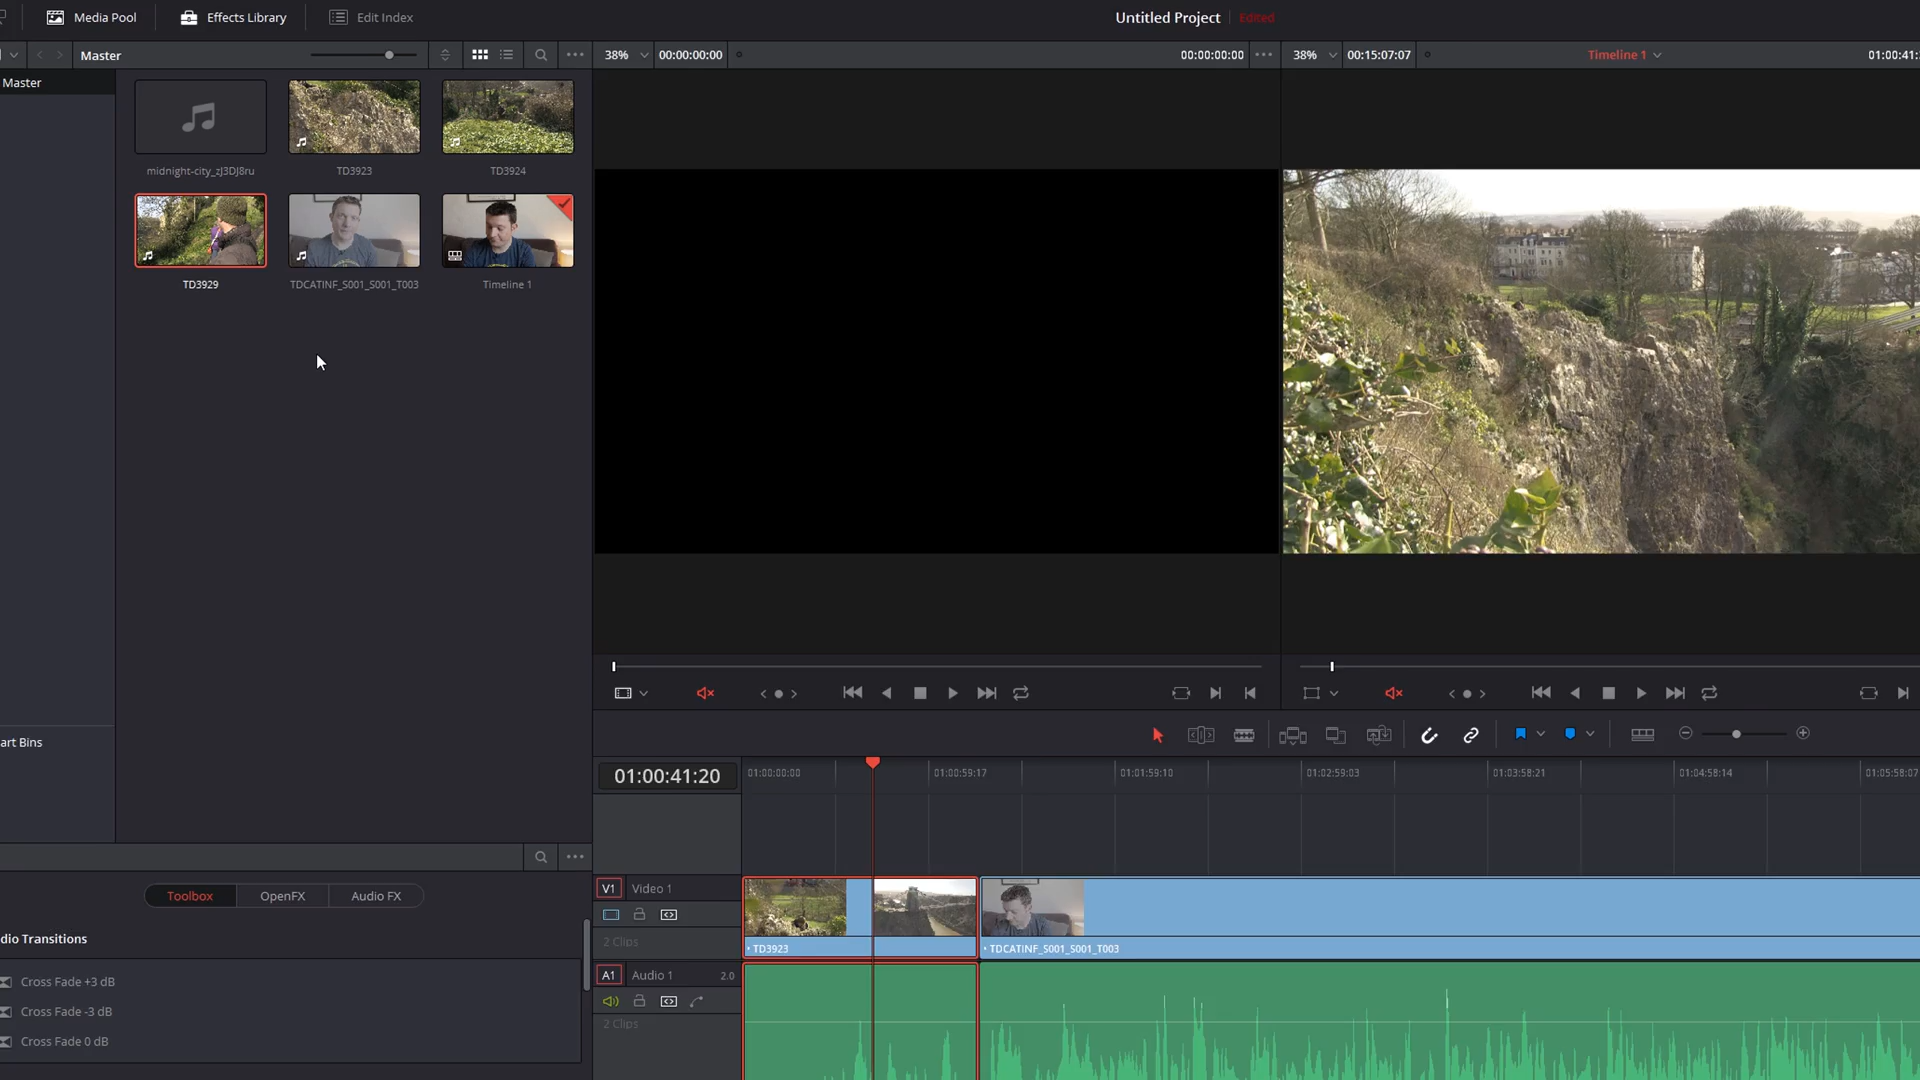 Media Pool Effects Library Edit Index Untitled Project Edited
Master 38% 00:00:00:00 00:00:00:00 38% 00:15:07:07 Timeline 1 01:00:41:
Master
midnight-city_zJ3DJ8ru TD3923 TD3924
TD3929 TDCATINF_S001_S001_T003 Timeline 1
art Bins
01:00:41:20 01:00:00:00 01:00:59:17 01:01:59:10 01:02:59:03 01:03:58:21 01:04:58:14 01:05:58:07
Toolbox OpenFX Audio FX
V1 Video 1
2 Clips
dio Transitions
TD3923 TDCATINF_S001_S001_T003
A1 Audio 1 2.0
Cross Fade +3 dB
Cross Fade -3 dB
2 Clips
Cross Fade 0 dB